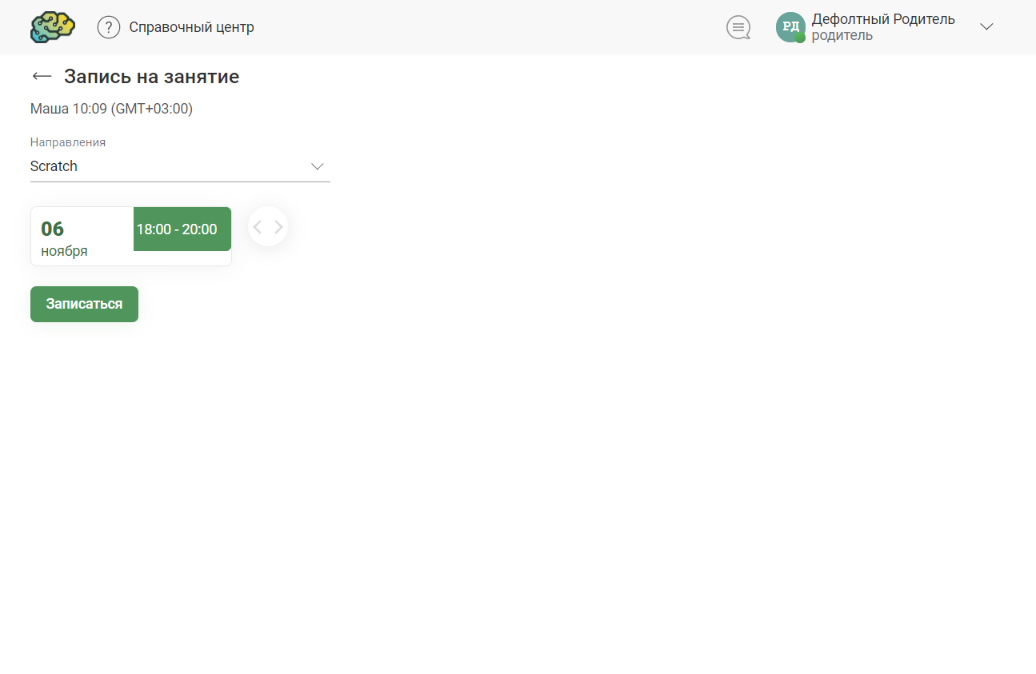 ? Справочный центр
РД Дефолтный Родитель
родитель
Запись на занятие
Маша 10:09 (GMT+03:00)
Направления
Scratch
06 18:00 - 20:00
ноября
Записаться